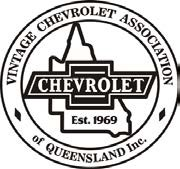 VINTAGE CHEVROLET ASSOCIATION
CHEVROLET
Est. 1969
of QUEENSLAND Inc.